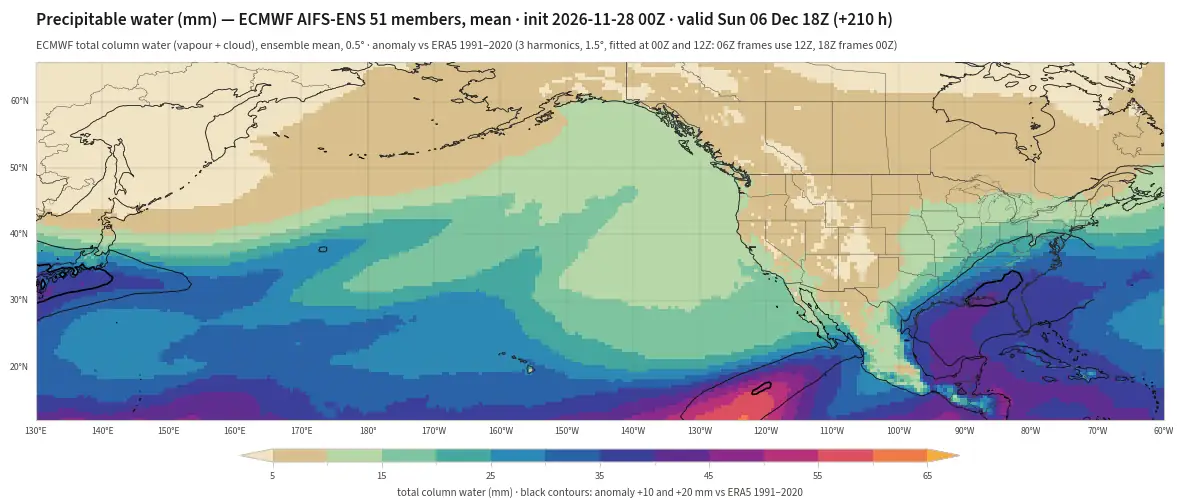 Precipitable water (mm) — ECMWF AIFS-ENS 51 members, mean · init 2026-11-28 00Z · valid Sun 06 Dec 18Z (+210 h)
ECMWF total column water (vapour + cloud), ensemble mean, 0.5° · anomaly vs ERA5 1991–2020 (3 harmonics, 1.5°, fitted at 00Z and 12Z: 06Z frames use 12Z, 18Z frames 00Z)
60°N
50°N
40°N
30°N
20°N
130°E 140°E 150°E 160°E 170°E 180° 170°W 160°W 150°W 140°W 130°W 120°W 110°W 100°W 90°W 80°W 70°W 60°W
5 15 25 35 45 55 65
total column water (mm) · black contours: anomaly +10 and +20 mm vs ERA5 1991–2020